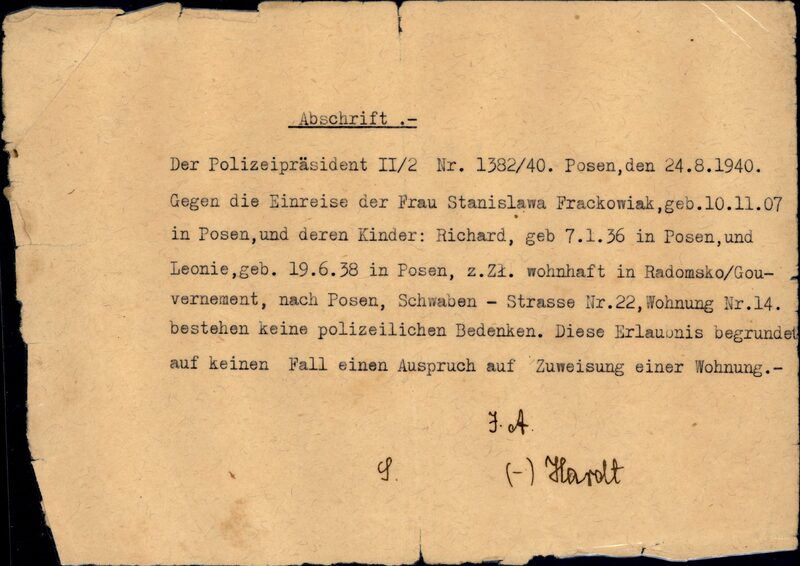 Abschrift .-
Der Polizeipräsident II/2 Nr. 1382/40. Posen,den 24.8.1940.
Gegen die Einreise der Frau Stanislawa Frackowiak,geb.10.11.07
in Posen,und deren Kinder: Richard, geb 7.1.36 in Posen,und
Leonie,geb. 19.6.38 in Posen, z.Zł. wohnhaft in Radomsko/Gou-
vernement, nach Posen, Schwaben - Strasse Nr.22,Wohnung Nr.14.
bestehen keine polizeilichen Bedenken. Diese Erlaubnis begrundet
auf keinen Fall einen Auspruch auf Zuweisung einer Wohnung.-
J. A.
S. (-) Hardt